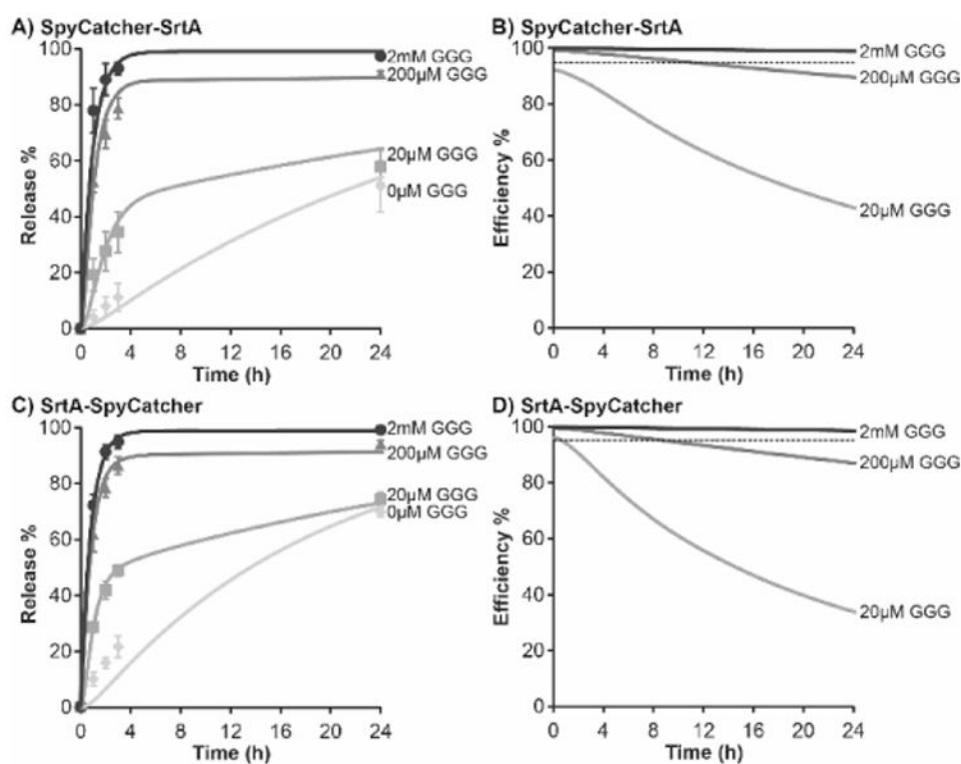 A) SpyCatcher-SrtA
Release %
100
80
60
40
20
0
2mM GGG
200µM GGG
20µM GGG
0µM GGG
0 4 8 12 16 20 24
Time (h)
B) SpyCatcher-SrtA
Efficiency %
100
80
60
40
20
0
2mM GGG
200µM GGG
20µM GGG
0 4 8 12 16 20 24
Time (h)
C) SrtA-SpyCatcher
Release %
100
80
60
40
20
0
2mM GGG
200µM GGG
20µM GGG
0µM GGG
0 4 8 12 16 20 24
Time (h)
D) SrtA-SpyCatcher
Efficiency %
100
80
60
40
20
0
2mM GGG
200µM GGG
20µM GGG
0 4 8 12 16 20 24
Time (h)